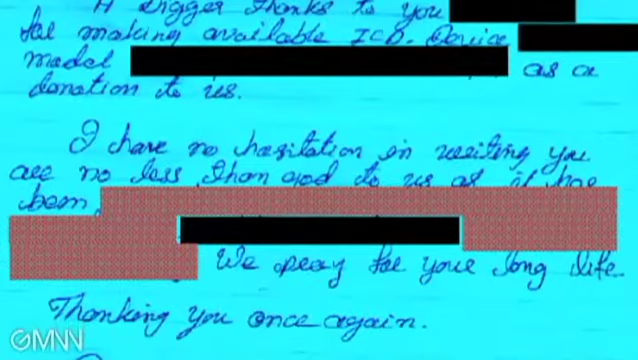 A bigger thanks to you
for making available ICD. Device
model as a
donation to us.
I have no hesitation in writing you
are no less than god to us as it has
been
We pray for your long life.
Thanking you once again.
GMNN